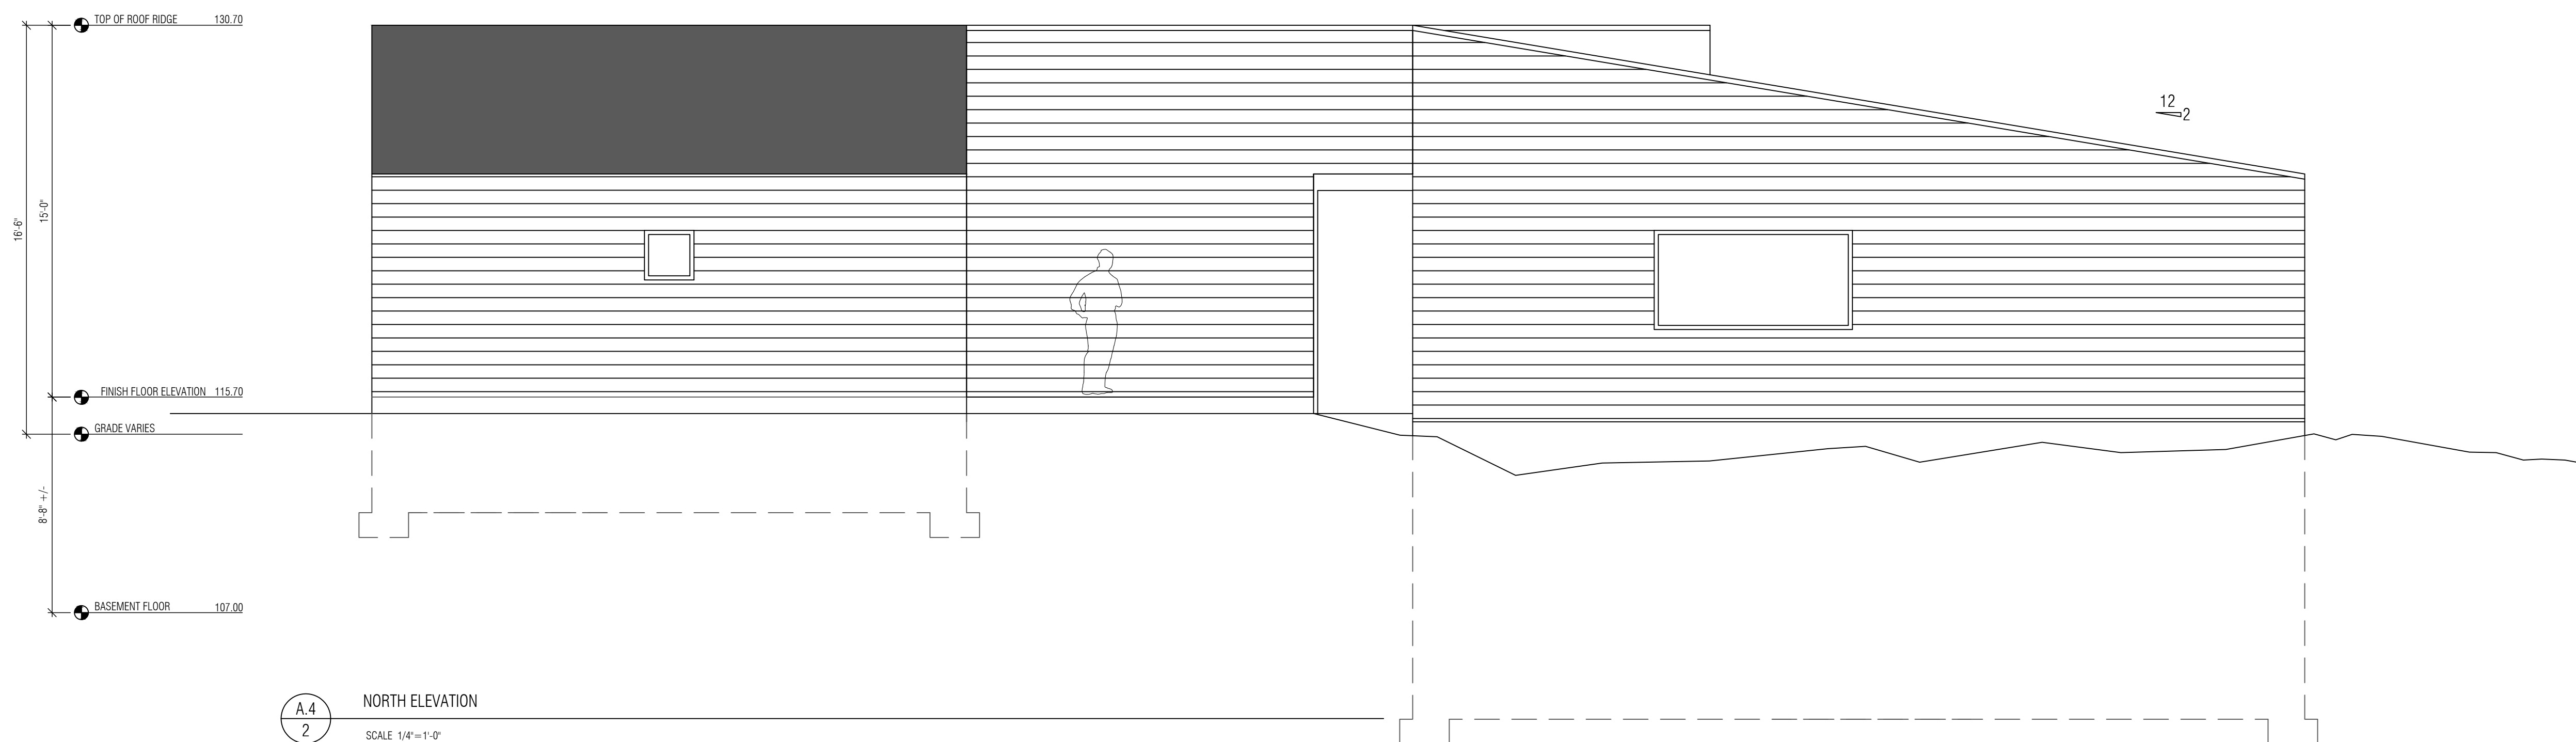 TOP OF ROOF RIDGE 130.70
12
2
16'-6"
15'-0"
FINISH FLOOR ELEVATION 115.70
GRADE VARIES
8'-8" +/-
BASEMENT FLOOR 107.00
A.4
2
NORTH ELEVATION
SCALE 1/4"=1'-0"